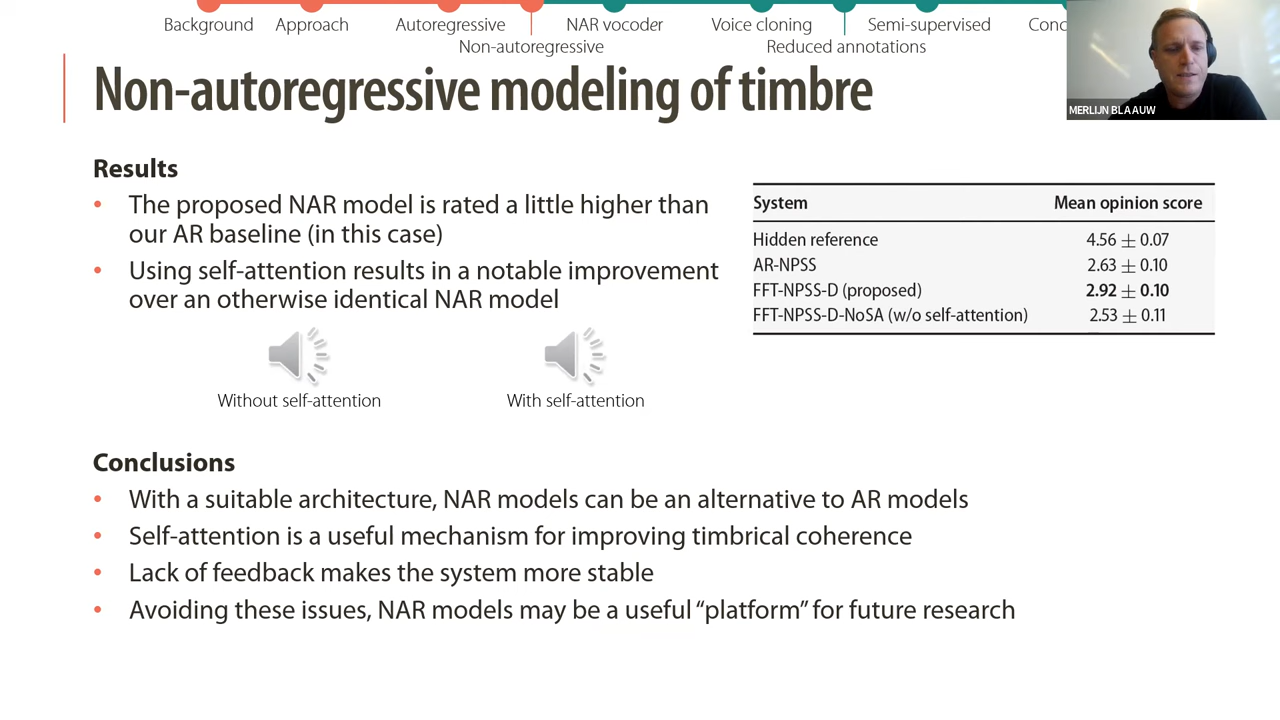 Background
Approach
Autoregressive
Non-autoregressive
NAR vocoder
Voice cloning
Reduced annotations
Semi-supervised
MERLIJN BLAAUW
Non-autoregressive modeling of timbre
Results
• The proposed NAR model is rated a little higher than
our AR baseline (in this case)
• Using self-attention results in a notable improvement
over an otherwise identical NAR model
Without self-attention
With self-attention
System Mean opinion score
Hidden reference 4.56 ± 0.07
AR-NPSS 2.63 ± 0.10
FFT-NPSS-D (proposed) 2.92 ± 0.10
FFT-NPSS-D-NoSA (w/o self-attention) 2.53 ± 0.11
Conclusions
• With a suitable architecture, NAR models can be an alternative to AR models
• Self-attention is a useful mechanism for improving timbrical coherence
• Lack of feedback makes the system more stable
• Avoiding these issues, NAR models may be a useful “platform” for future research